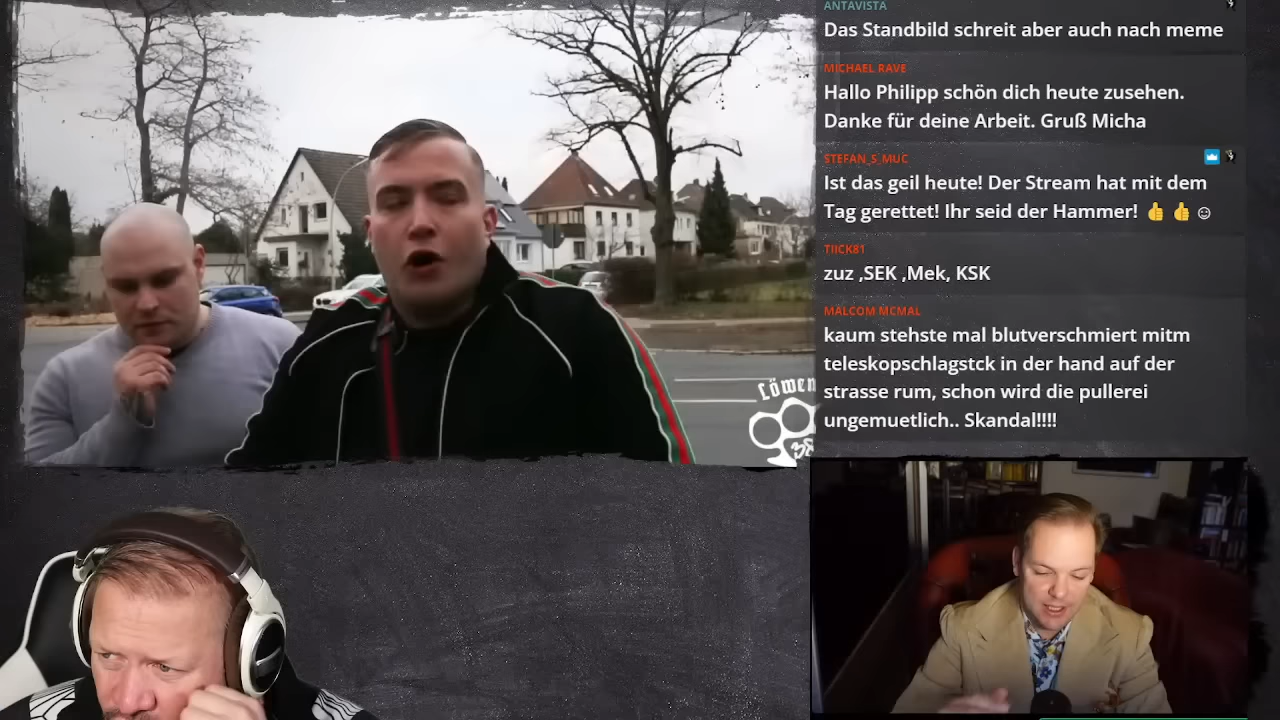 ANTAVISTA
Das Standbild schreit aber auch nach meme
MICHAEL RAVE
Hallo Philipp schön dich heute zusehen.
Danke für deine Arbeit. Gruß Micha
STEFAN_S_MUC
Ist das geil heute! Der Stream hat mit dem
Tag gerettet! Ihr seid der Hammer! 👍 👍 ☺
TIICK81
zuz ,SEK ,Mek, KSK
MALCOM MCMAL
kaum stehste mal blutverschmiert mitm
teleskopschlagstck in der hand auf der
strasse rum, schon wird die pullerei
ungemuetlich.. Skandal!!!!
Löwen